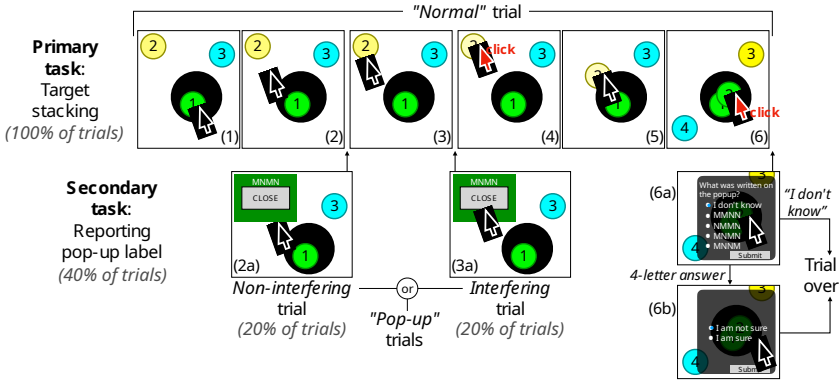 "Normal" trial
Primary
task:
Target
stacking
(100% of trials)
2
3
1
(1)
2
3
1
(2)
2
3
1
(3)
2
click
3
1
(4)
2
3
1
(5)
3
2
1
click
4
(6)
Secondary
task:
Reporting
pop-up label
(40% of trials)
MNMN
CLOSE
3
1
(2a)
Non-interfering
trial
(20% of trials)
or
"Pop-up"
trials
MNMN
CLOSE
3
1
(3a)
Interfering
trial
(20% of trials)
(6a)
3
What was written on
the popup?
I don't know
MMNN
NMMN
MNMN
MNNM
Submit
4
"I don't
know"
4-letter answer
Trial
over
(6b)
3
I am not sure
I am sure
4
Submit